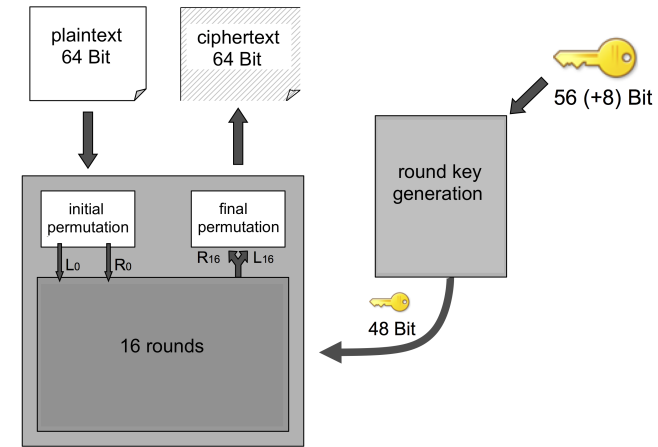 plaintext
64 Bit
ciphertext
64 Bit
56 (+8) Bit
round key
generation
initial
permutation
final
permutation
L0
R0
R16
L16
48 Bit
16 rounds